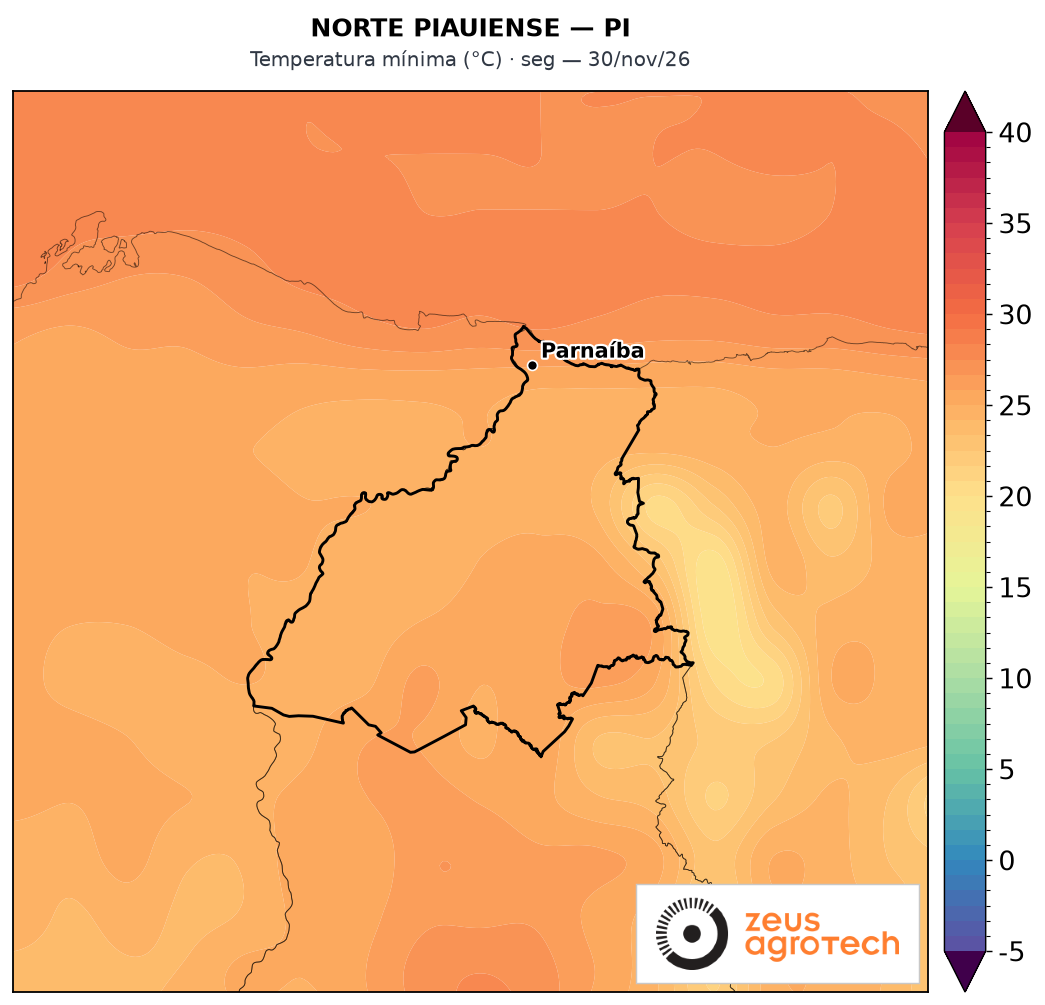 NORTE PIAUIENSE — PI
Temperatura mínima (°C) · seg — 30/nov/26
Parnaíba
40
35
30
25
20
15
10
5
0
-5
zeus
agrotech